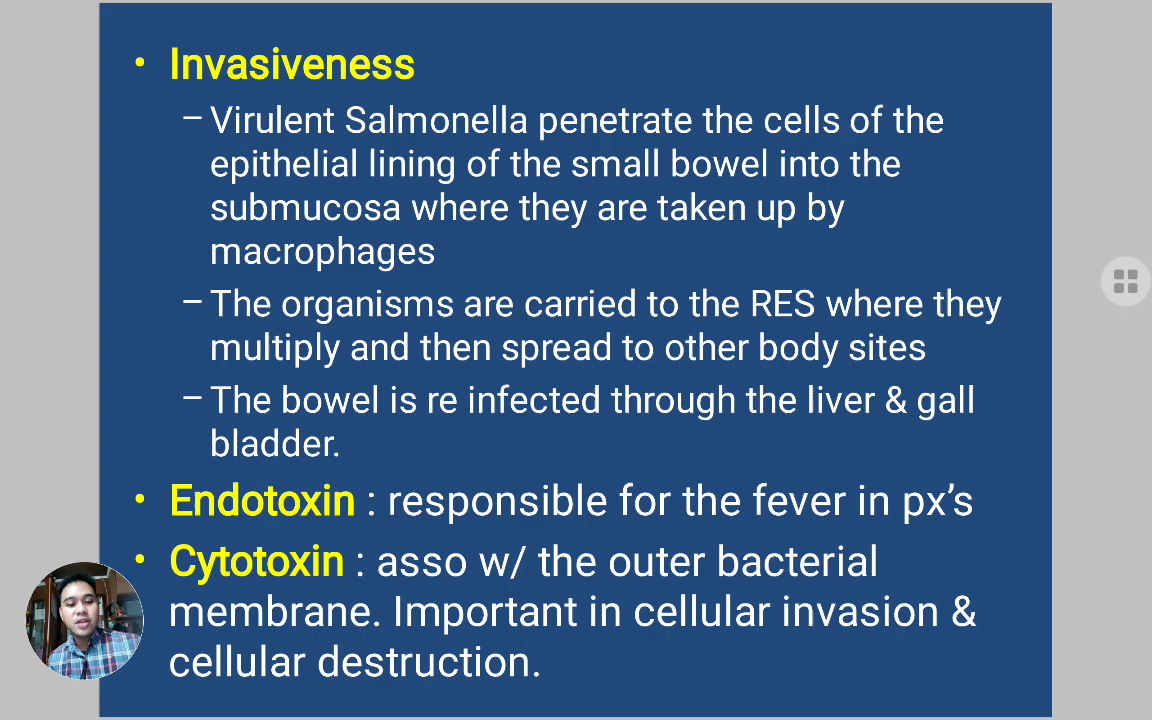 • Invasiveness
– Virulent Salmonella penetrate the cells of the
epithelial lining of the small bowel into the
submucosa where they are taken up by
macrophages
– The organisms are carried to the RES where they
multiply and then spread to other body sites
– The bowel is re infected through the liver & gall
bladder.
• Endotoxin : responsible for the fever in px’s
• Cytotoxin : asso w/ the outer bacterial
membrane. Important in cellular invasion &
cellular destruction.